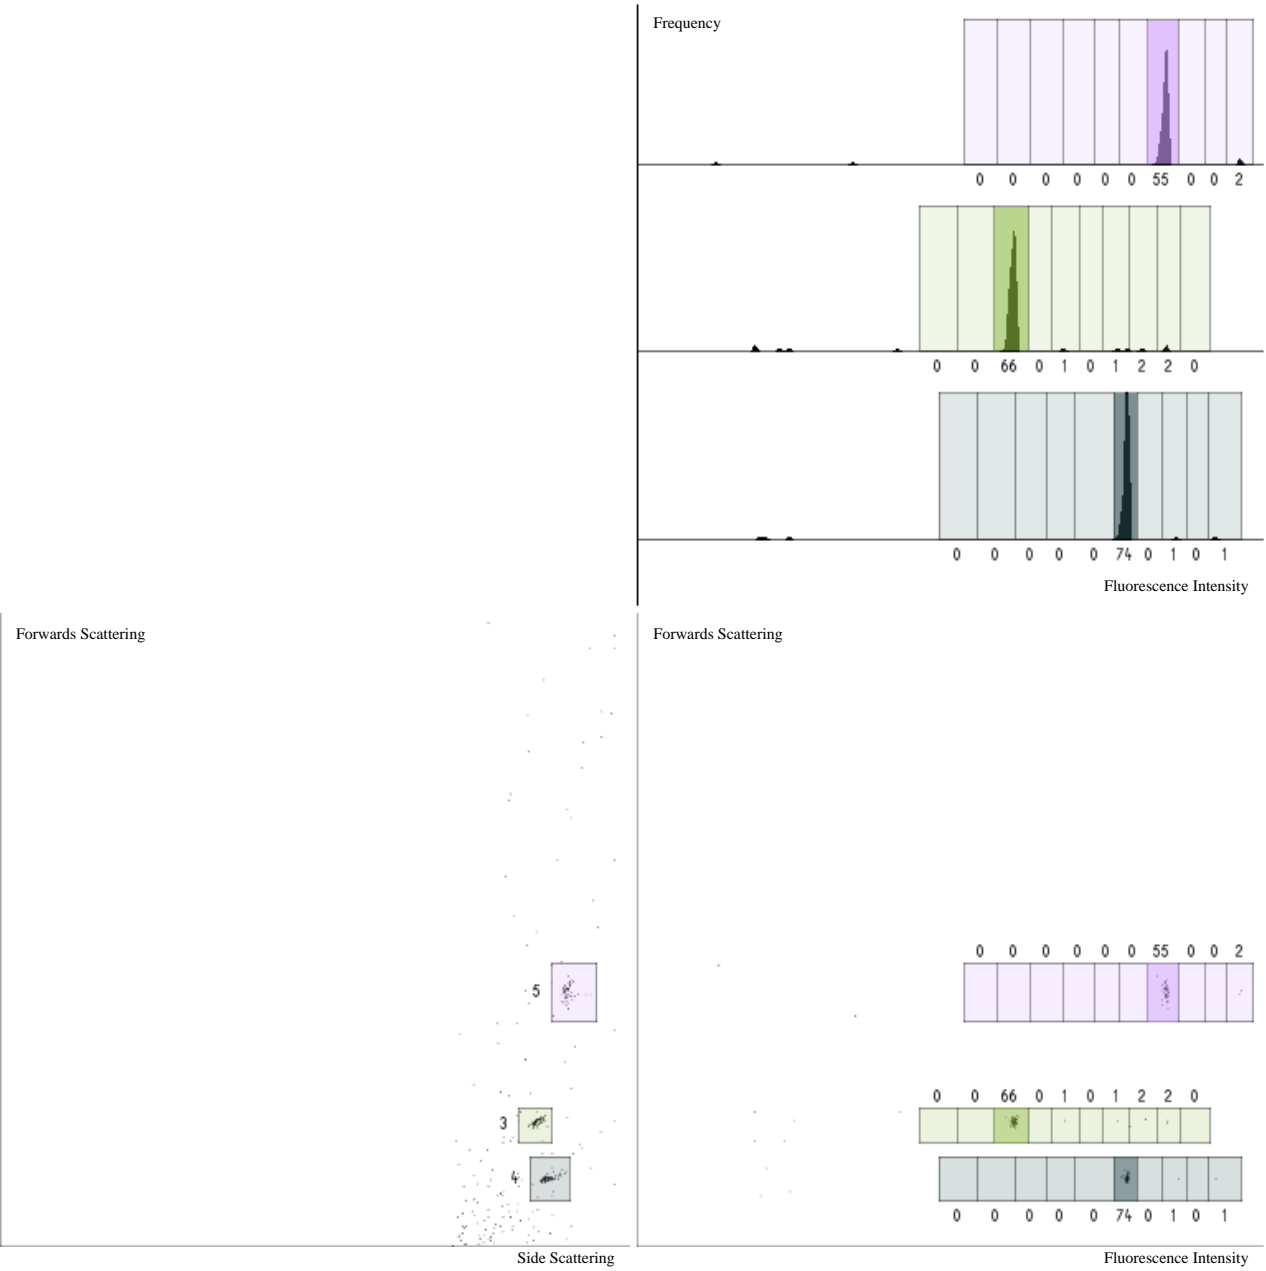 Frequency
0 0 0 0 0 0 55 0 0 2
0 0 66 0 1 0 1 2 2 0
0 0 0 0 0 74 0 1 0 1
Fluorescence Intensity
Forwards Scattering
5
3
4
Side Scattering
Forwards Scattering
0 0 0 0 0 0 55 0 0 2
0 0 66 0 1 0 1 2 2 0
0 0 0 0 0 74 0 1 0 1
Fluorescence Intensity